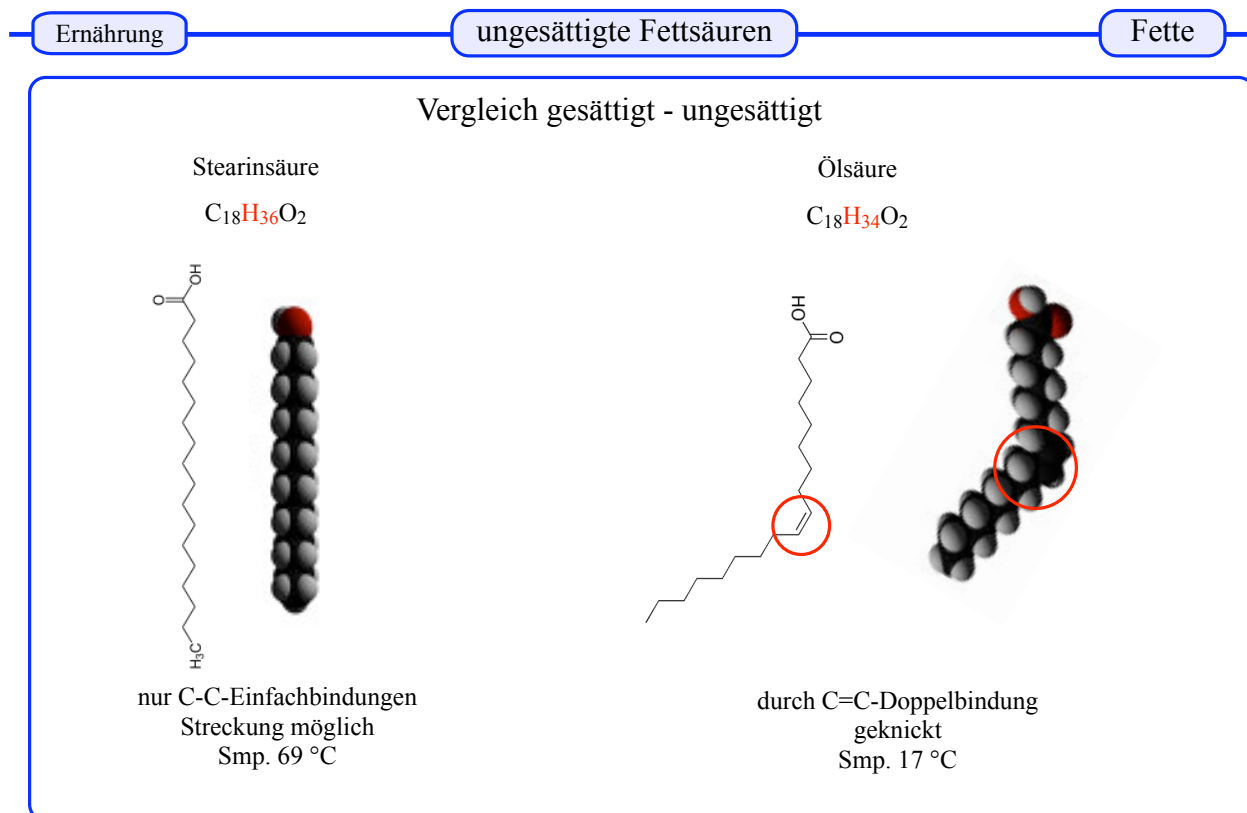 Ernährung
ungesättigte Fettsäuren
Fette
Vergleich gesättigt - ungesättigt
Stearinsäure
C₁₈H₃₆O₂
O
OH
H₃C
nur C-C-Einfachbindungen
Streckung möglich
Smp. 69 °C
Ölsäure
C₁₈H₃₄O₂
OH
O
durch C=C-Doppelbindung
geknickt
Smp. 17 °C